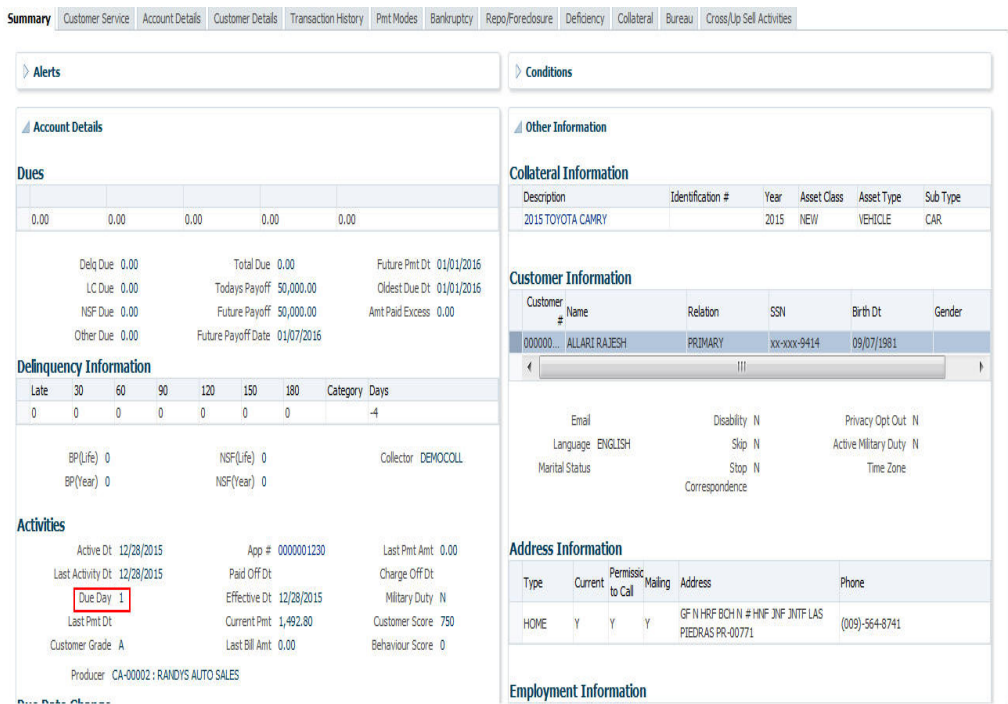 Summary Customer Service Account Details Customer Details Transaction History Pmt Modes Bankruptcy Repo/Foreclosure Deficiency Collateral Bureau Cross/Up Sell Activities
Alerts
Conditions
Account Details
Dues
0.00 0.00 0.00 0.00 0.00
Delq Due 0.00 Total Due 0.00 Future Pmt Dt 01/01/2016
LC Due 0.00 Todays Payoff 50,000.00 Oldest Due Dt 01/01/2016
NSF Due 0.00 Future Payoff 50,000.00 Amt Paid Excess 0.00
Other Due 0.00 Future Payoff Date 01/07/2016
Delinquency Information
Late 30 60 90 120 150 180 Category Days
0 0 0 0 0 0 0 -4
BP(Life) 0 NSF(Life) 0 Collector DEMOCOLL
BP(Year) 0 NSF(Year) 0
Activities
Active Dt 12/28/2015 App # 0000001230 Last Pmt Amt 0.00
Last Activity Dt 12/28/2015 Paid Off Dt Charge Off Dt
Due Day 1 Effective Dt 12/28/2015 Military Duty N
Last Pmt Dt Current Pmt 1,492.80 Customer Score 750
Customer Grade A Last Bill Amt 0.00 Behaviour Score 0
Producer CA-00002 : RANDYS AUTO SALES
Due Date Change
Other Information
Collateral Information
Description Identification # Year Asset Class Asset Type Sub Type
2015 TOYOTA CAMRY 2015 NEW VEHICLE CAR
Customer Information
Customer # Name Relation SSN Birth Dt Gender
000000... ALLARI RAJESH PRIMARY xx-xxx-9414 09/07/1981
Email Disability N Privacy Opt Out N
Language ENGLISH Skip N Active Military Duty N
Marital Status Stop Correspondence N Time Zone
Address Information
Type Current Permissic to Call Mailing Address Phone
HOME Y Y Y GF N HRF BCH N # HNF JNF JNTF LAS PIEDRAS PR-00771 (009)-564-8741
Employment Information